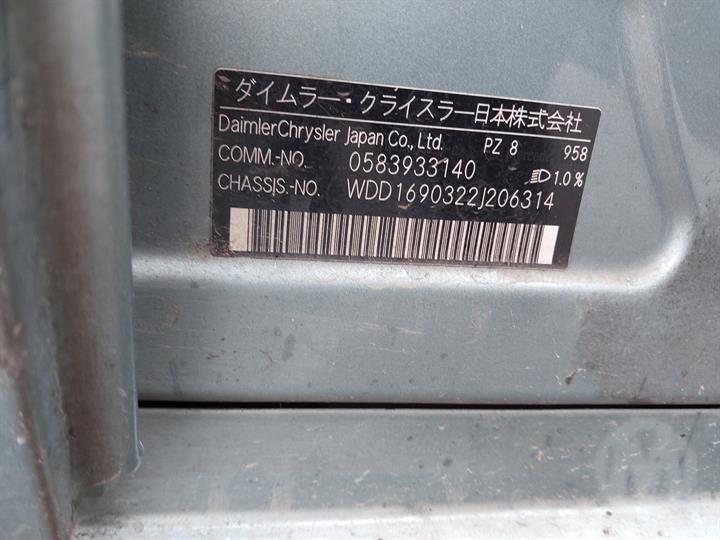 ダイムラー・クライスラー日本株式会社
DaimlerChrysler Japan Co., Ltd. PZ 8 958
COMM.-NO. 0583933140 1.0%
CHASSIS.-NO. WDD1690322J206314